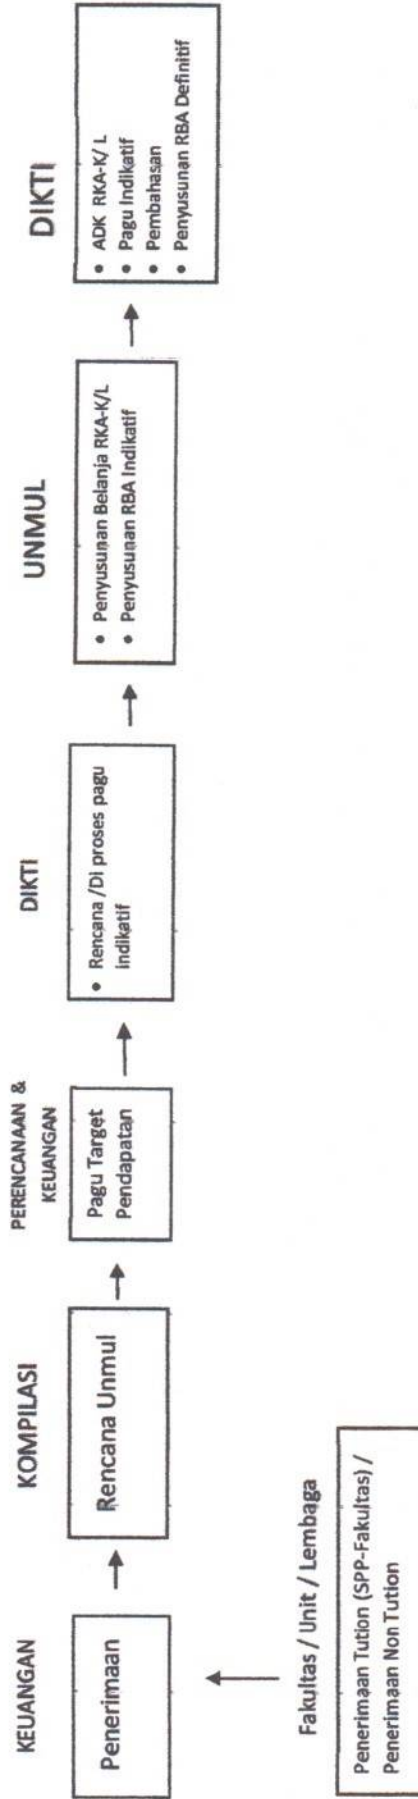 KEUANGAN
Penerimaan
Fakultas / Unit / Lembaga
Penerimaan Tution (SPP-Fakultas) /
Penerimaan Non Tution
KOMPILASI
Rencana Unmul
PERENCANAAN &
KEUANGAN
Pagu Target
Pendapatan
DIKTI
• Rencana /Di proses pagu
indikatif
UNMUL
• Penyusunan Belanja RKA-K/L
• Penyusunan RBA Indikatif
DIKTI
• ADK RKA-K/ L
• Pagu Indikatif
• Pembahasan
• Penyusunan RBA Definitif